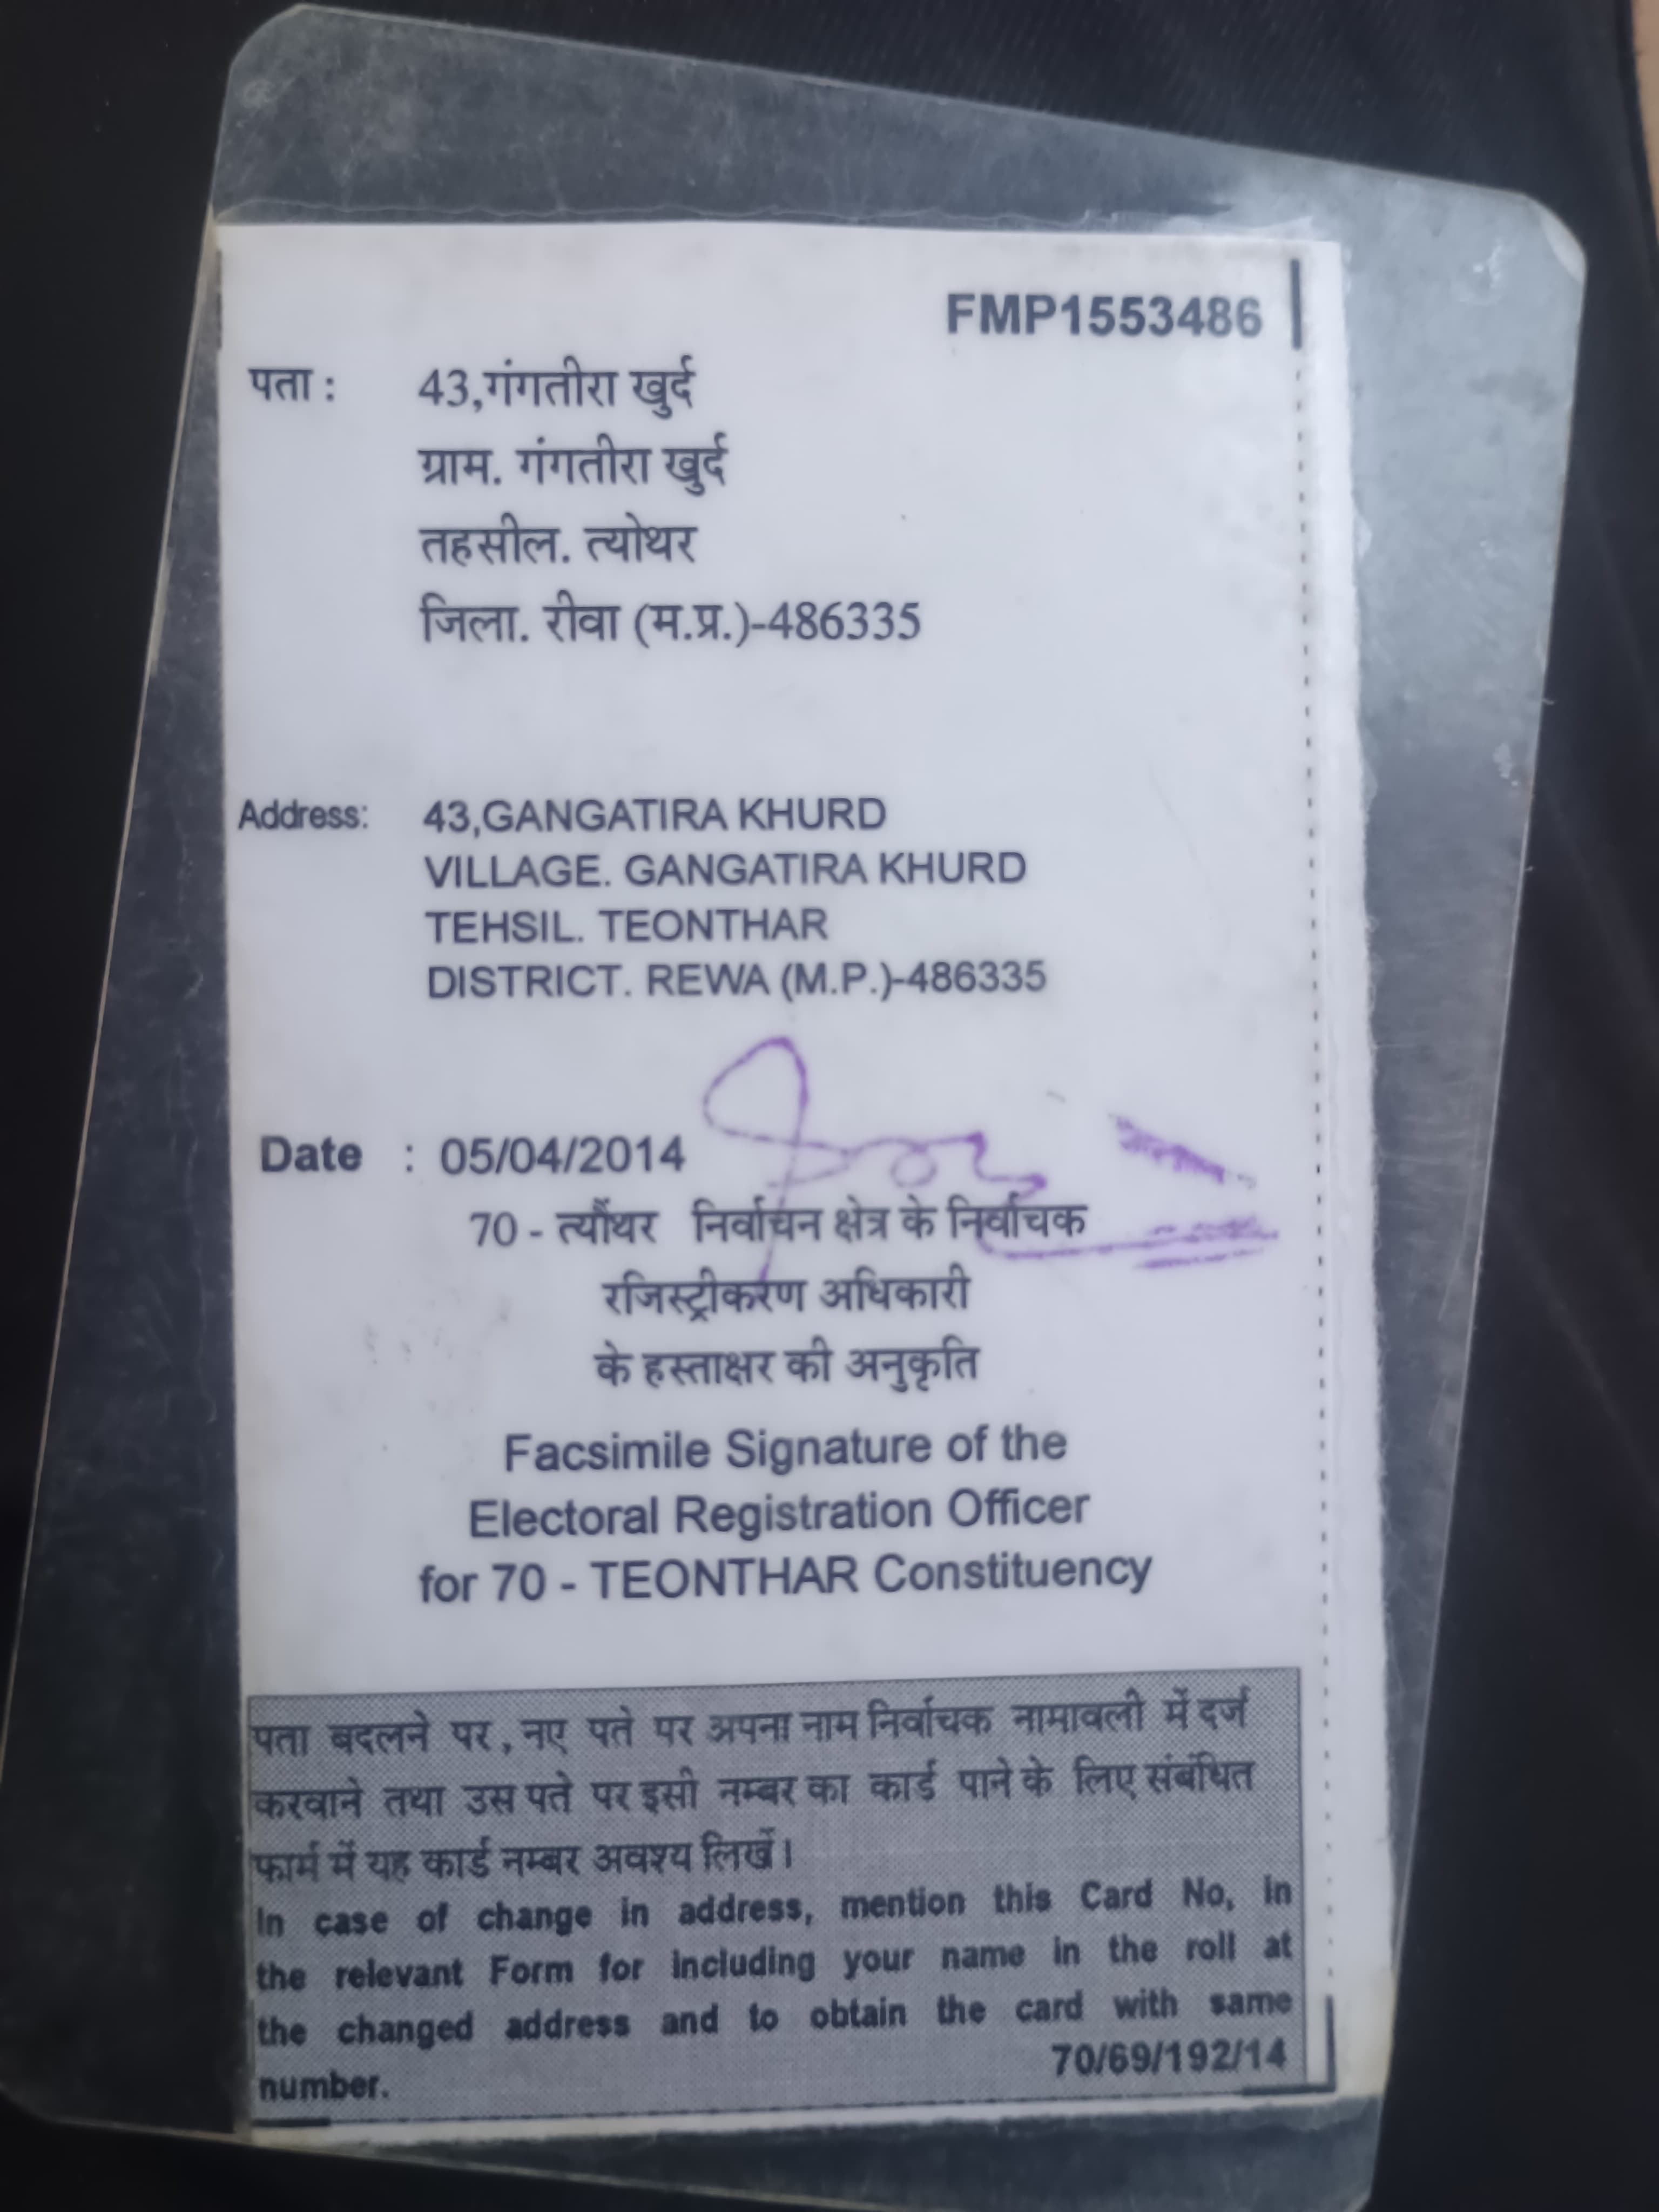 FMP1553486
पता : 43,गंगतीरा खुर्द
ग्राम. गंगतीरा खुर्द
तहसील. त्योथर
जिला. रीवा (म.प्र.)-486335
Address: 43,GANGATIRA KHURD
VILLAGE. GANGATIRA KHURD
TEHSIL. TEONTHAR
DISTRICT. REWA (M.P.)-486335
Date : 05/04/2014
70 - त्यौंथर निर्वाचन क्षेत्र के निर्वाचक
रजिस्ट्रीकरण अधिकारी
के हस्ताक्षर की अनुकृति
Facsimile Signature of the
Electoral Registration Officer
for 70 - TEONTHAR Constituency
पता बदलने पर , नए पते पर अपना नाम निर्वाचक नामावली में दर्ज
करवाने तथा उस पते पर इसी नम्बर का कार्ड पाने के लिए संबंधित
फार्म में यह कार्ड नम्बर अवश्य लिखें।
In case of change in address, mention this Card No, in
the relevant Form for including your name in the roll at
the changed address and to obtain the card with same
number. 70/69/192/14